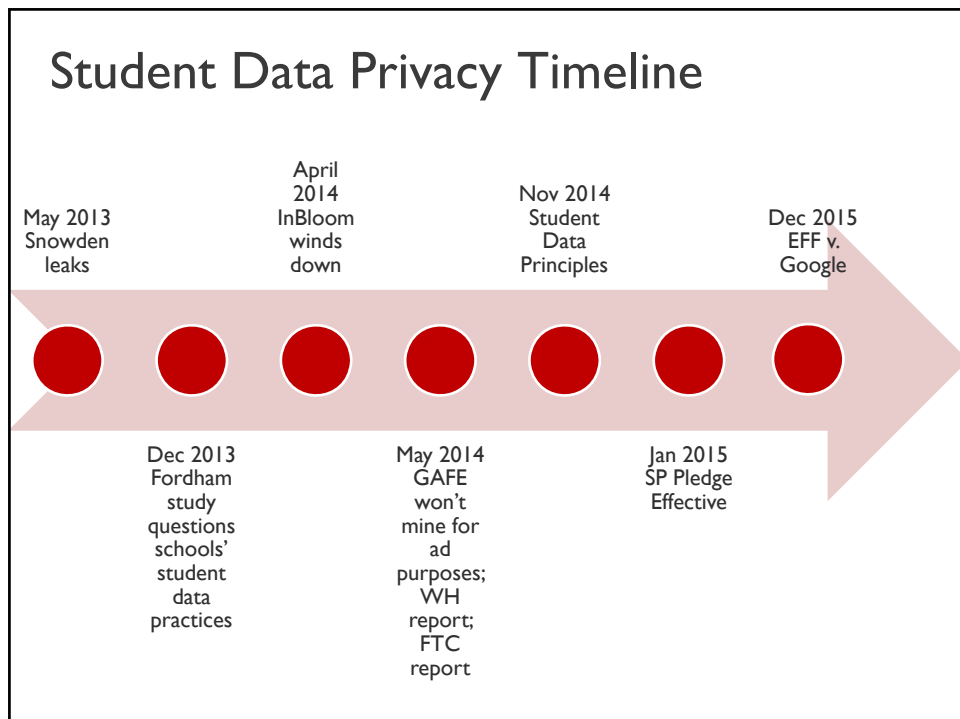 Student Data Privacy Timeline
May 2013
Snowden
leaks
Dec 2013
Fordham
study
questions
schools’
student
data
practices
April
2014
InBloom
winds
down
May 2014
GAFE
won’t
mine for
ad
purposes;
WH
report;
FTC
report
Nov 2014
Student
Data
Principles
Jan 2015
SP Pledge
Effective
Dec 2015
EFF v.
Google